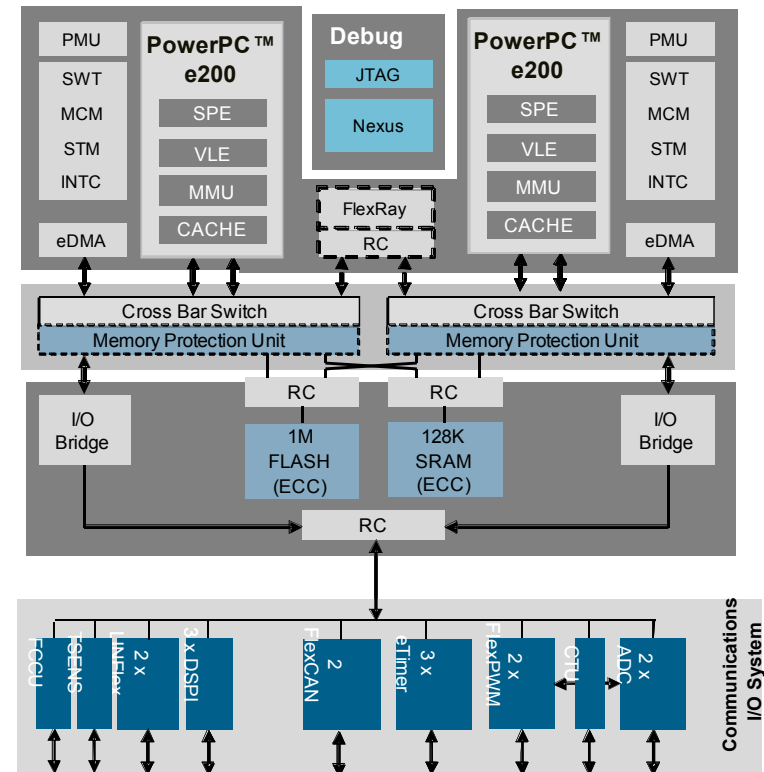 PMU
SWT
MCM
STM
INTC
eDMA
PowerPC™
e200
SPE
VLE
MMU
CACHE
Debug
JTAG
Nexus
FlexRay
RC
PowerPC™
e200
SPE
VLE
MMU
CACHE
PMU
SWT
MCM
STM
INTC
eDMA
Cross Bar Switch
Memory Protection Unit
Cross Bar Switch
Memory Protection Unit
I/O
Bridge
RC
1M
FLASH
(ECC)
RC
128K
SRAM
(ECC)
I/O
Bridge
RC
FCCU
TSENS
2 x
LINFlex
3 x DSPI
2
FlexCAN
3 x
eTimer
2 x
FlexPWM
CTU
2 x
ADC
Communications
I/O System